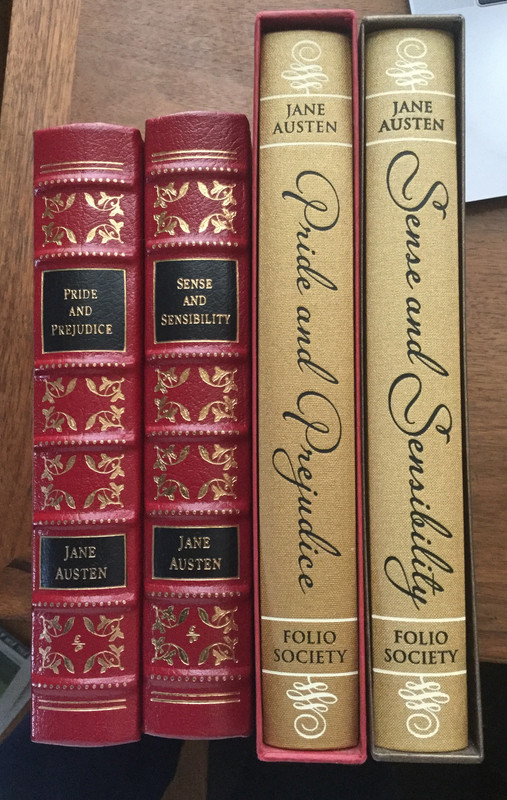 PRIDE
AND
PREJUDICE
JANE
AUSTEN
SENSE
AND
SENSIBILITY
JANE
AUSTEN
JANE
AUSTEN
Pride and Prejudice
FOLIO
SOCIETY
JANE
AUSTEN
Sense and Sensibility
FOLIO
SOCIETY